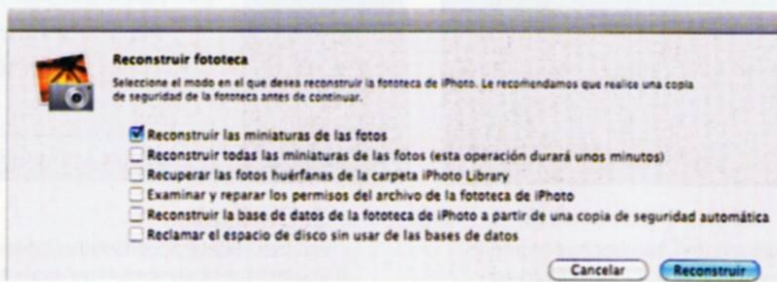 Reconstruir fototeca
Seleccione el modo en el que desea reconstruir la fototeca de iPhoto. Le recomendamos que realice una copia
de seguridad de la fototeca antes de continuar.
Reconstruir las miniaturas de las fotos
Reconstruir todas las miniaturas de las fotos (esta operación durará unos minutos)
Recuperar las fotos huérfanas de la carpeta iPhoto Library
Examinar y reparar los permisos del archivo de la fototeca de iPhoto
Reconstruir la base de datos de la fototeca de iPhoto a partir de una copia de seguridad automática
Reclamar el espacio de disco sin usar de las bases de datos
Cancelar
Reconstruir